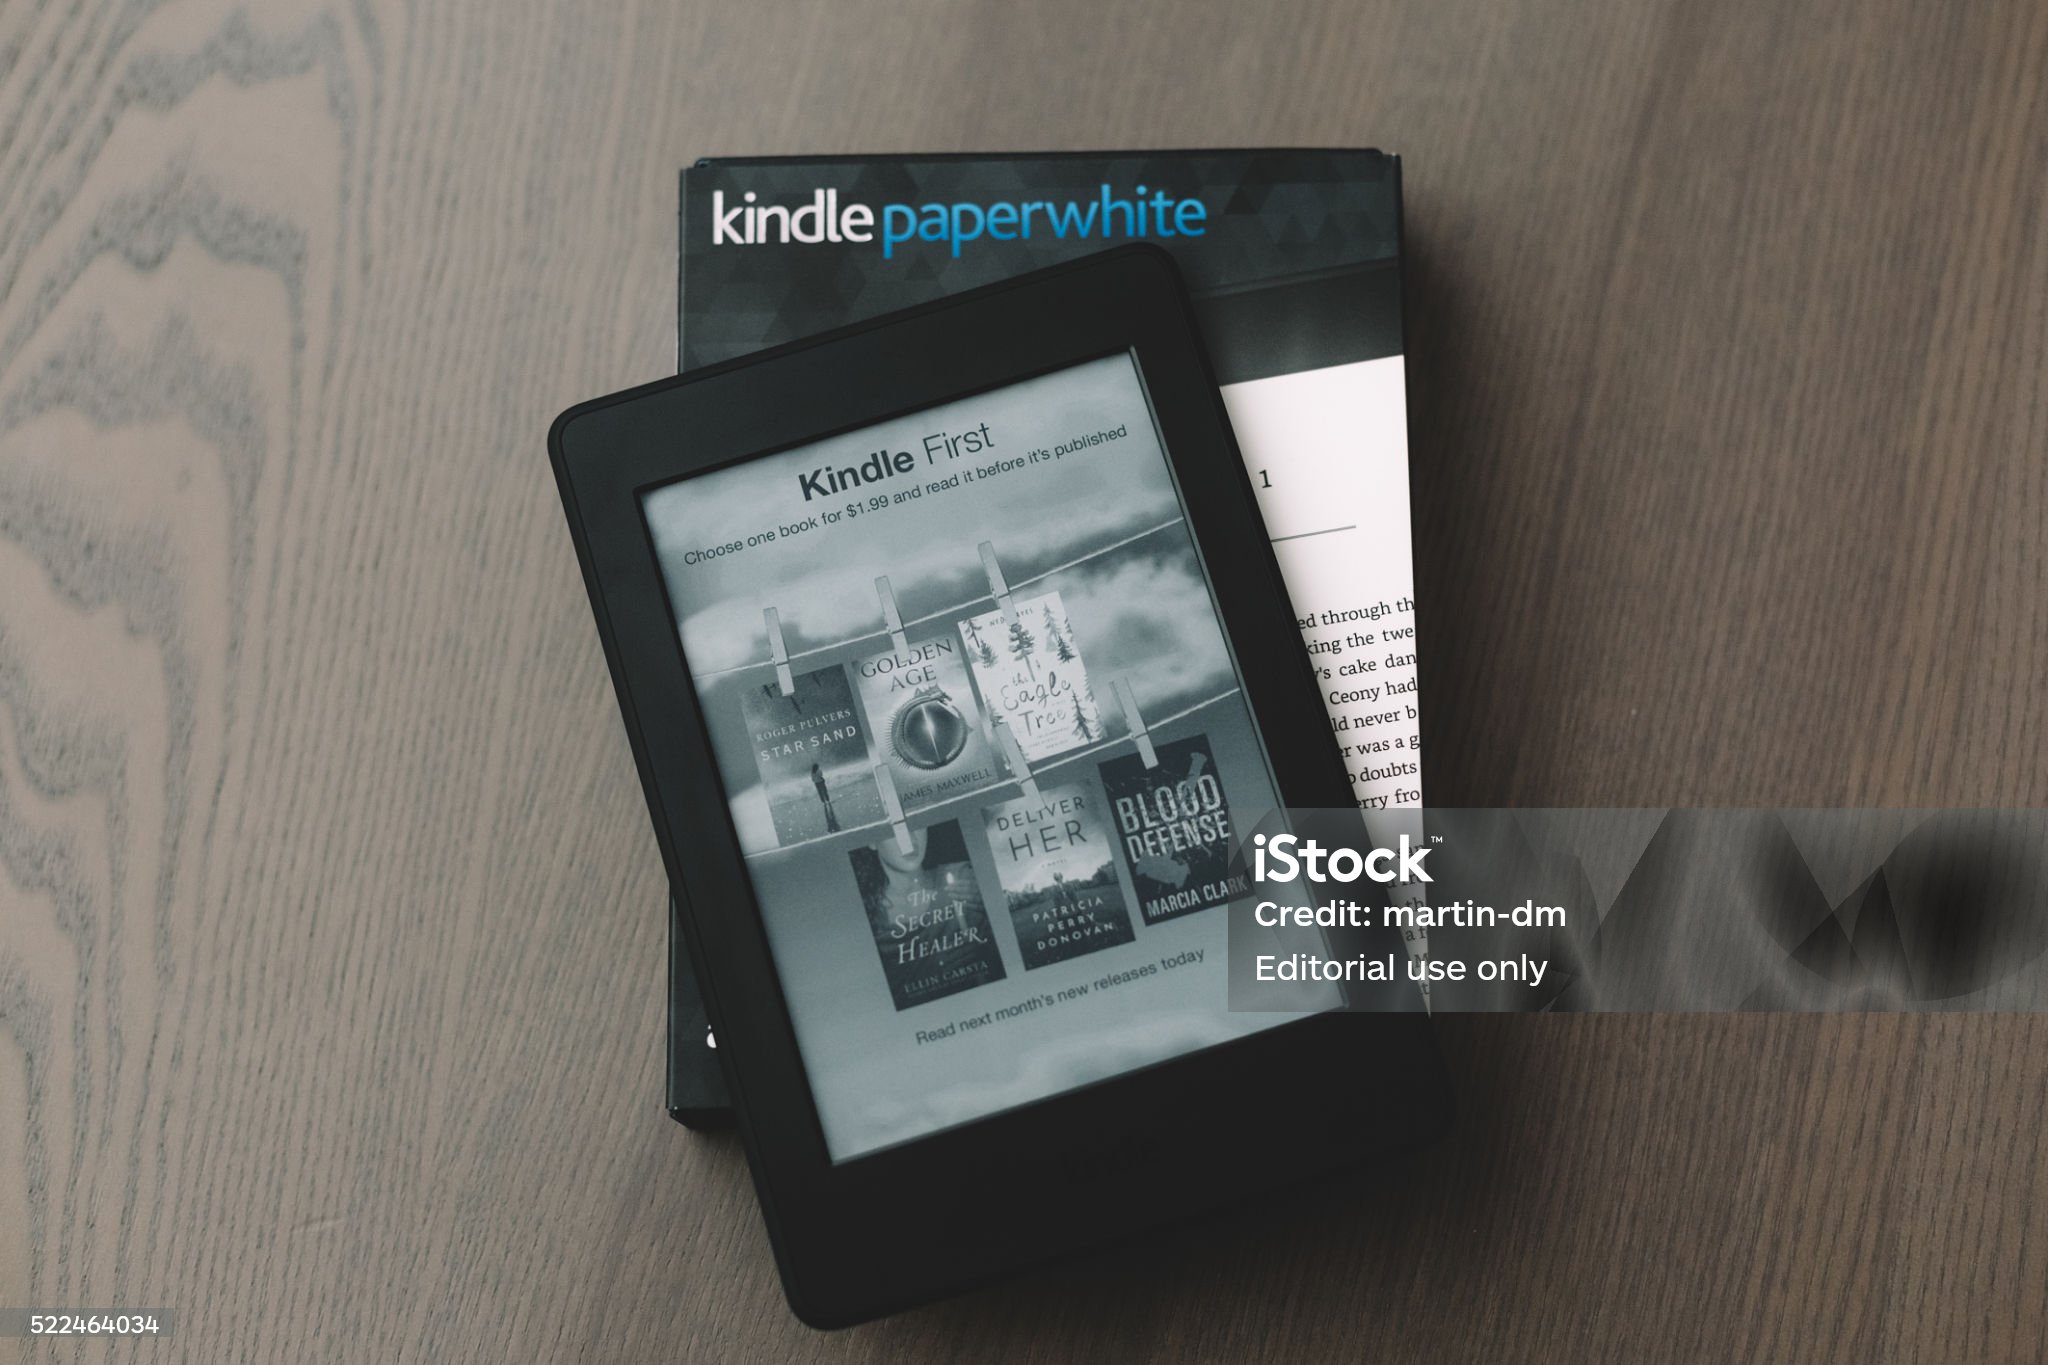 kindle paperwhite
Kindle First
Choose one book for $1.99 and read it before it's published
ROGER PULVERS
STAR SAND
GOLDEN
AGE
JAMES MAXWELL
the
Eagle
Tree
The
SECRET
HEALER
ELLIN CARSTA
DELIVER
HER
A NOVEL
PATRICIA
PERRY
DONOVAN
BLOOD
DEFENSE
MARCIA CLARK
Read next month's new releases today
1
ed through th
king the twe
's cake dan
Ceony had
ld never b
er was a g
doubts
erry fro
a
iStock™
Credit: martin-dm
Editorial use only
522464034